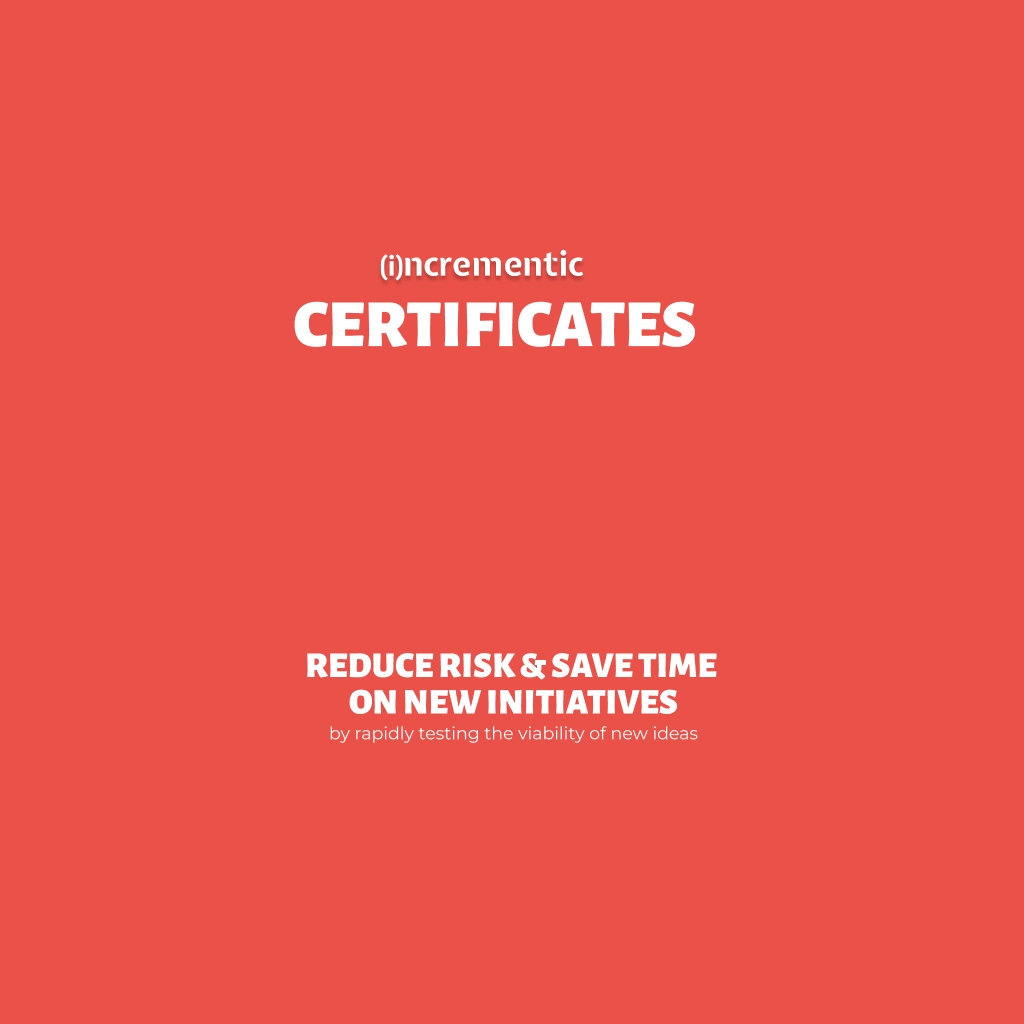 (i)ncrementic
CERTIFICATES
REDUCE RISK & SAVE TIME
ON NEW INITIATIVES
by rapidly testing the viability of new ideas